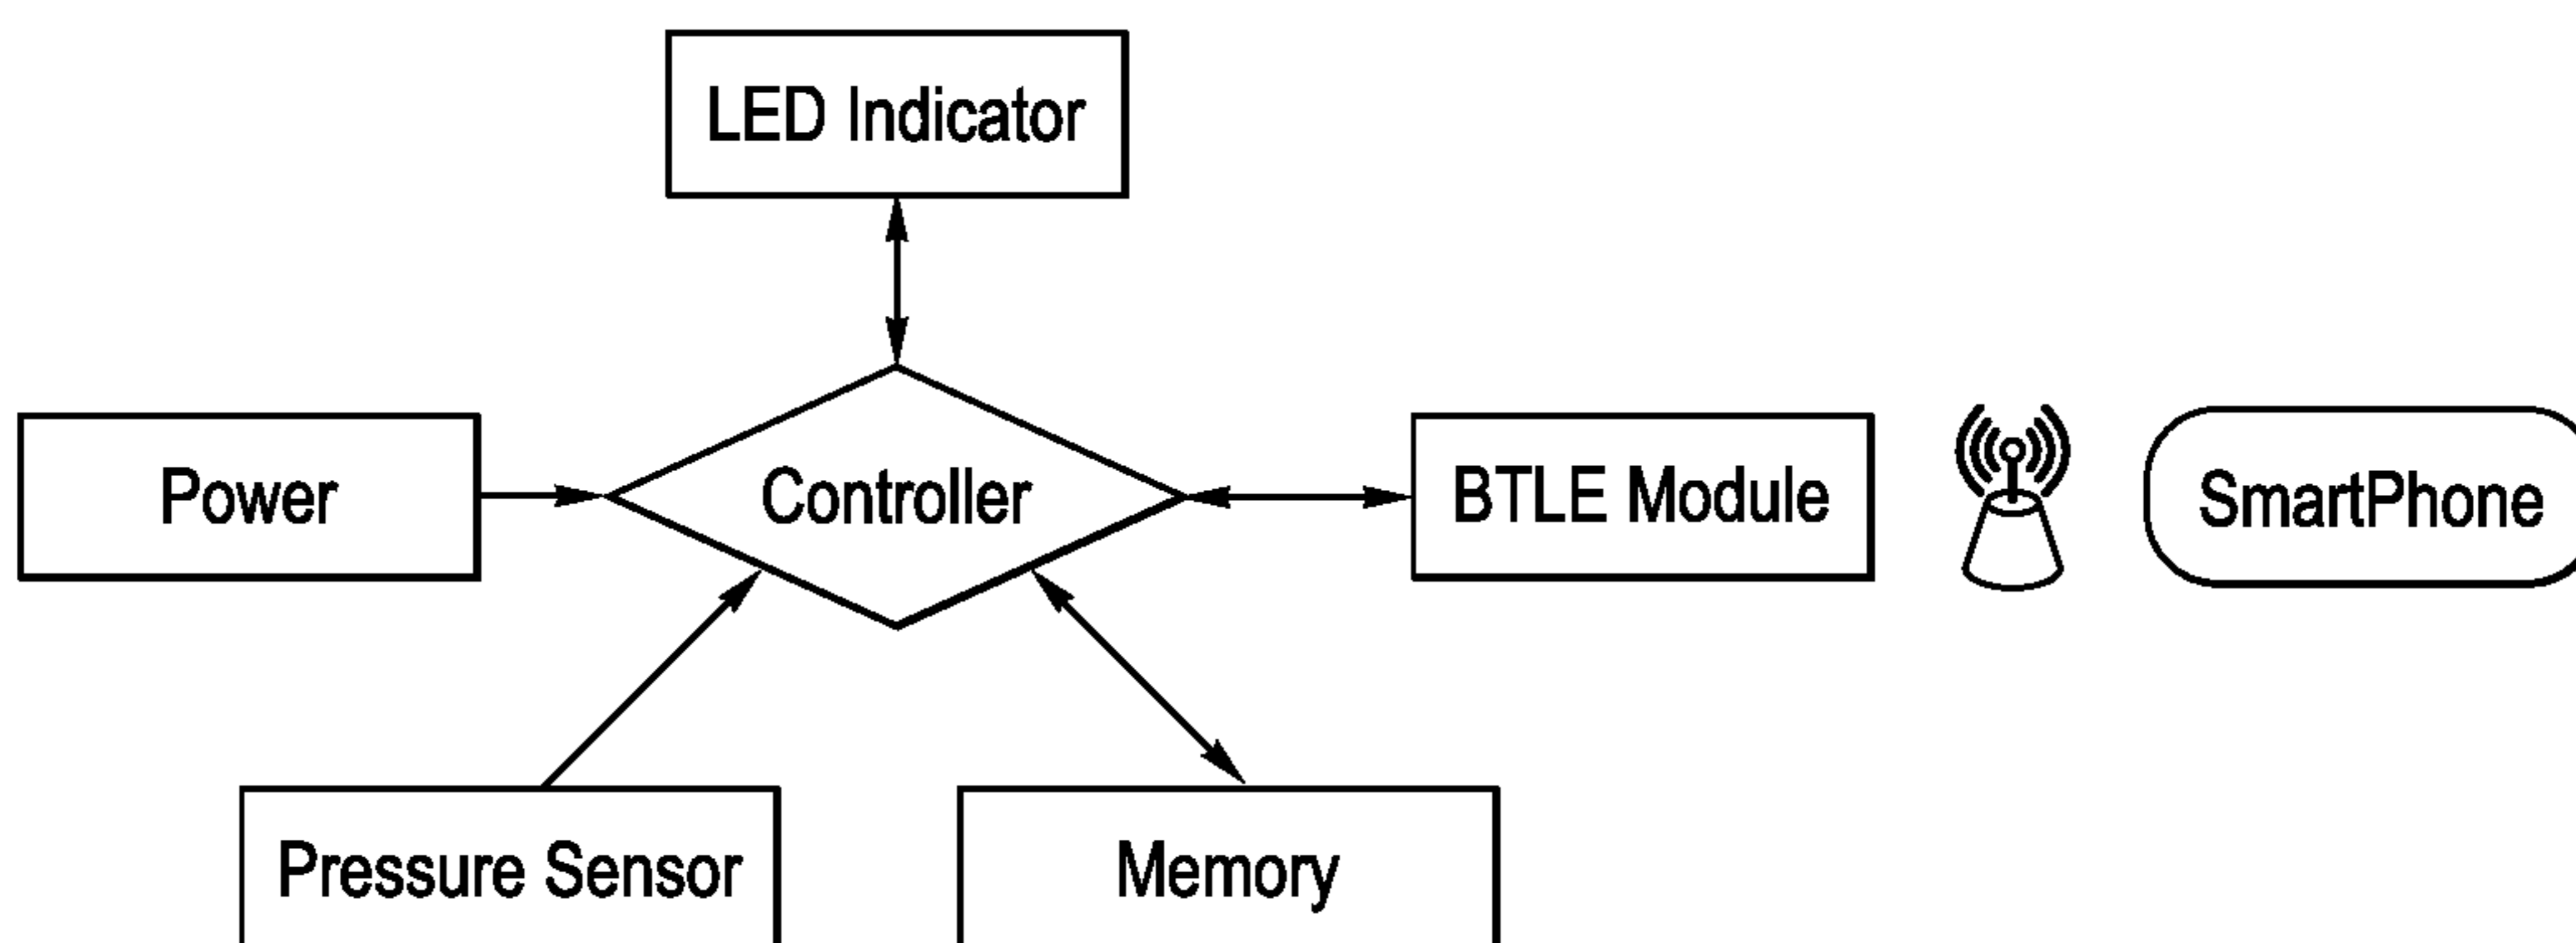 LED Indicator
Power
Controller
BTLE Module
SmartPhone
Pressure Sensor
Memory